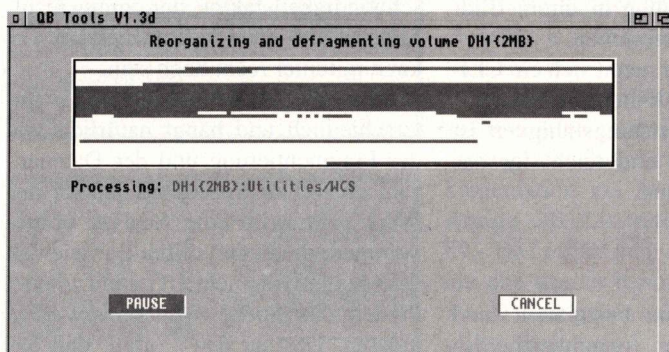 QB Tools V1.3d
Reorganizing and defragmenting volume DH1{2MB}
Processing: DH1{2MB}:Utilities/WCS
PAUSE
CANCEL